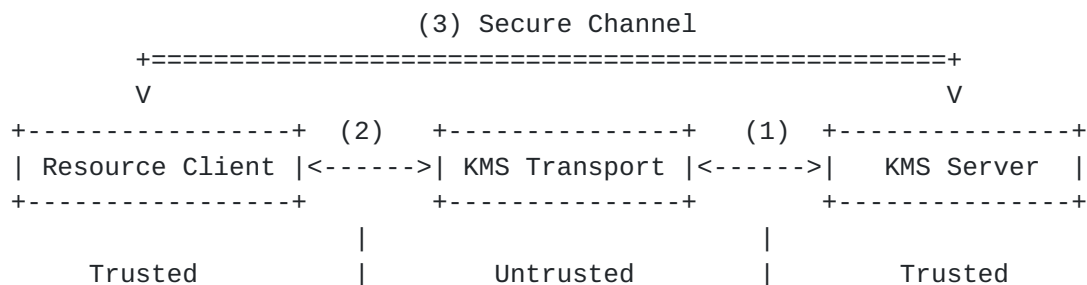 (3) Secure Channel
+===================================================+
V V
+-----------------+ (2) +---------------+ (1) +---------------+
| Resource Client |<------>| KMS Transport |<------>| KMS Server |
+-----------------+ +---------------+ +---------------+
| |
Trusted | Untrusted | Trusted